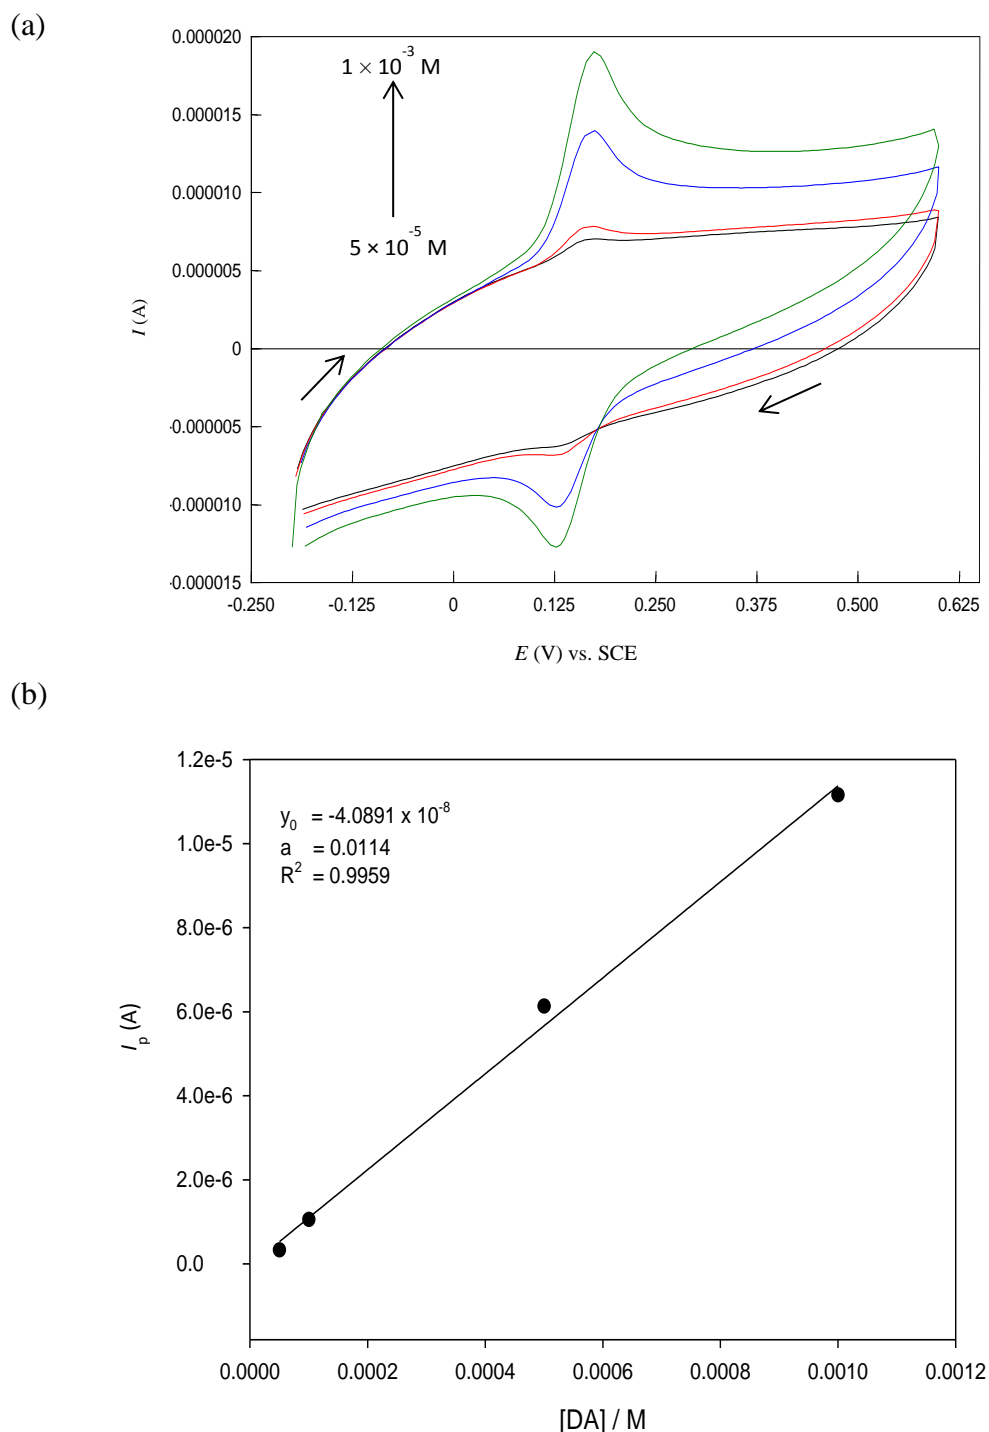 (a)
0.000020
1 × 10⁻³ M
0.000015
0.000010
5 × 10⁻⁵ M
0.000005
I (A)
0
-0.000005
-0.000010
-0.000015
-0.250 -0.125 0 0.125 0.250 0.375 0.500 0.625
E (V) vs. SCE
(b)
1.2e-5
y₀ = -4.0891 x 10⁻⁸
1.0e-5
a = 0.0114
R² = 0.9959
8.0e-6
6.0e-6
Iₚ (A)
4.0e-6
2.0e-6
0.0
0.0000 0.0002 0.0004 0.0006 0.0008 0.0010 0.0012
[DA] / M